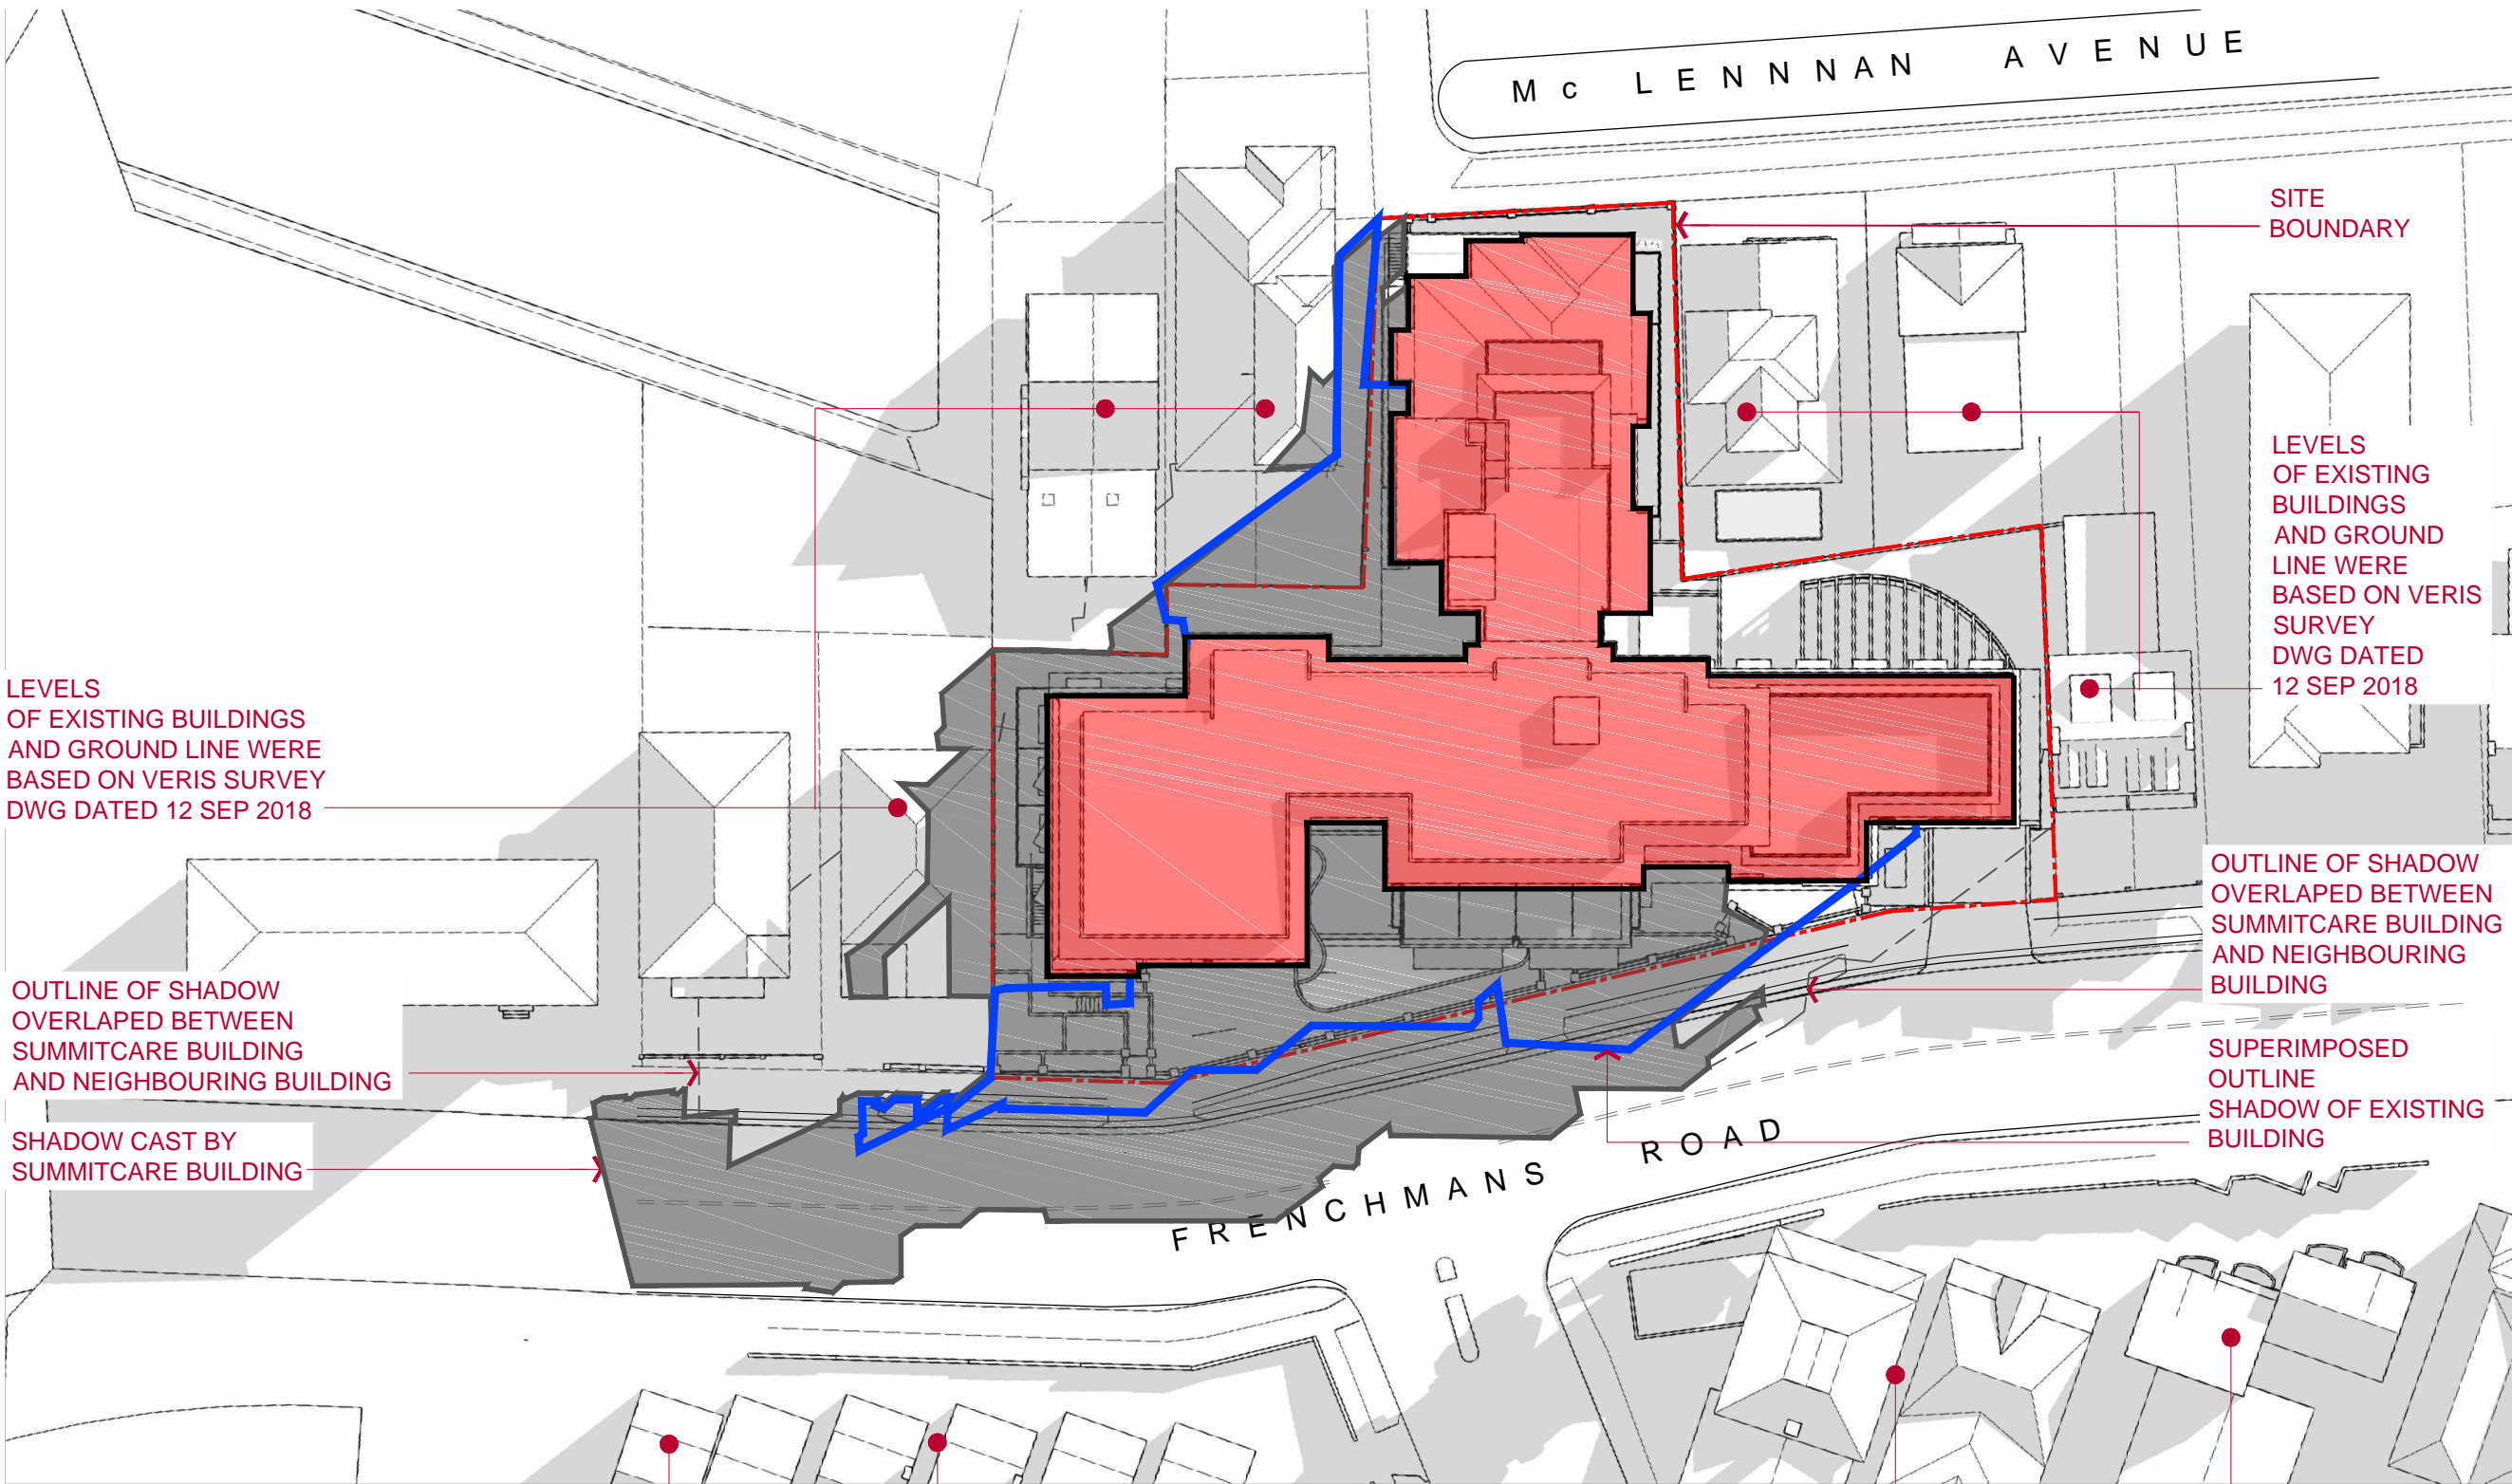 Mc LENNNAN AVENUE
SITE
BOUNDARY
LEVELS
OF EXISTING
BUILDINGS
AND GROUND
LINE WERE
BASED ON VERIS
SURVEY
DWG DATED
12 SEP 2018
LEVELS
OF EXISTING BUILDINGS
AND GROUND LINE WERE
BASED ON VERIS SURVEY
DWG DATED 12 SEP 2018
OUTLINE OF SHADOW
OVERLAPED BETWEEN
SUMMITCARE BUILDING
AND NEIGHBOURING
BUILDING
OUTLINE OF SHADOW
OVERLAPED BETWEEN
SUMMITCARE BUILDING
AND NEIGHBOURING BUILDING
SUPERIMPOSED
OUTLINE
SHADOW OF EXISTING
BUILDING
SHADOW CAST BY
SUMMITCARE BUILDING
FRENCHMANS ROAD